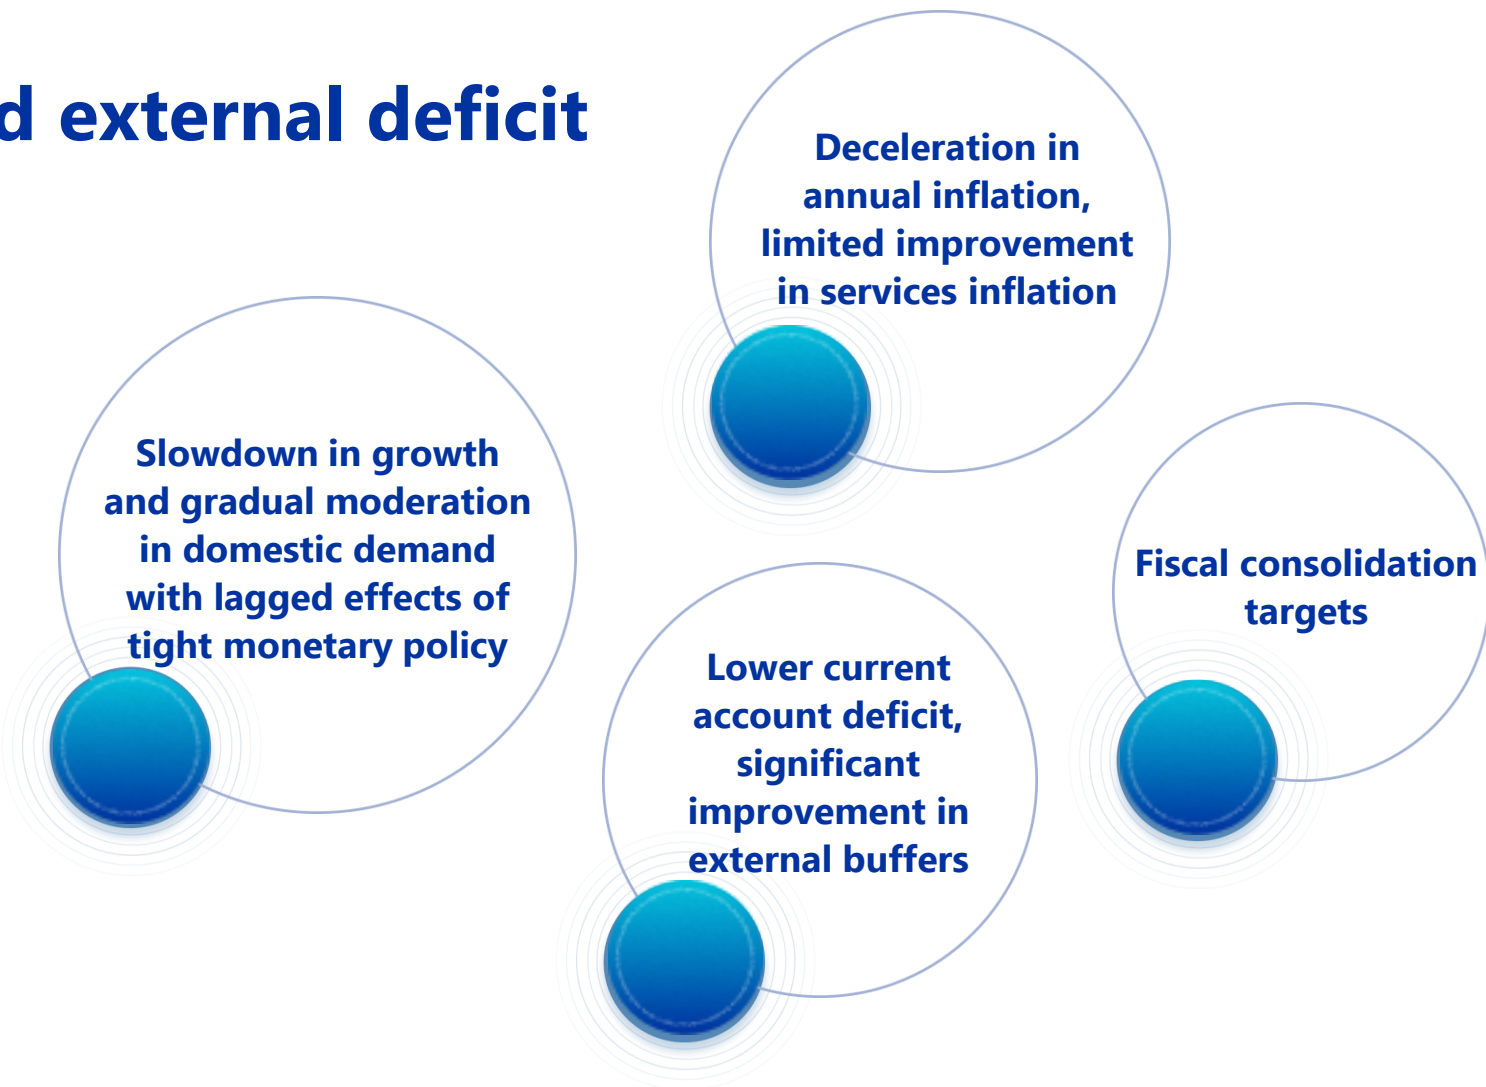 d external deficit
Deceleration in
annual inflation,
limited improvement
in services inflation
Slowdown in growth
and gradual moderation
in domestic demand
with lagged effects of
tight monetary policy
Fiscal consolidation
targets
Lower current
account deficit,
significant
improvement in
external buffers